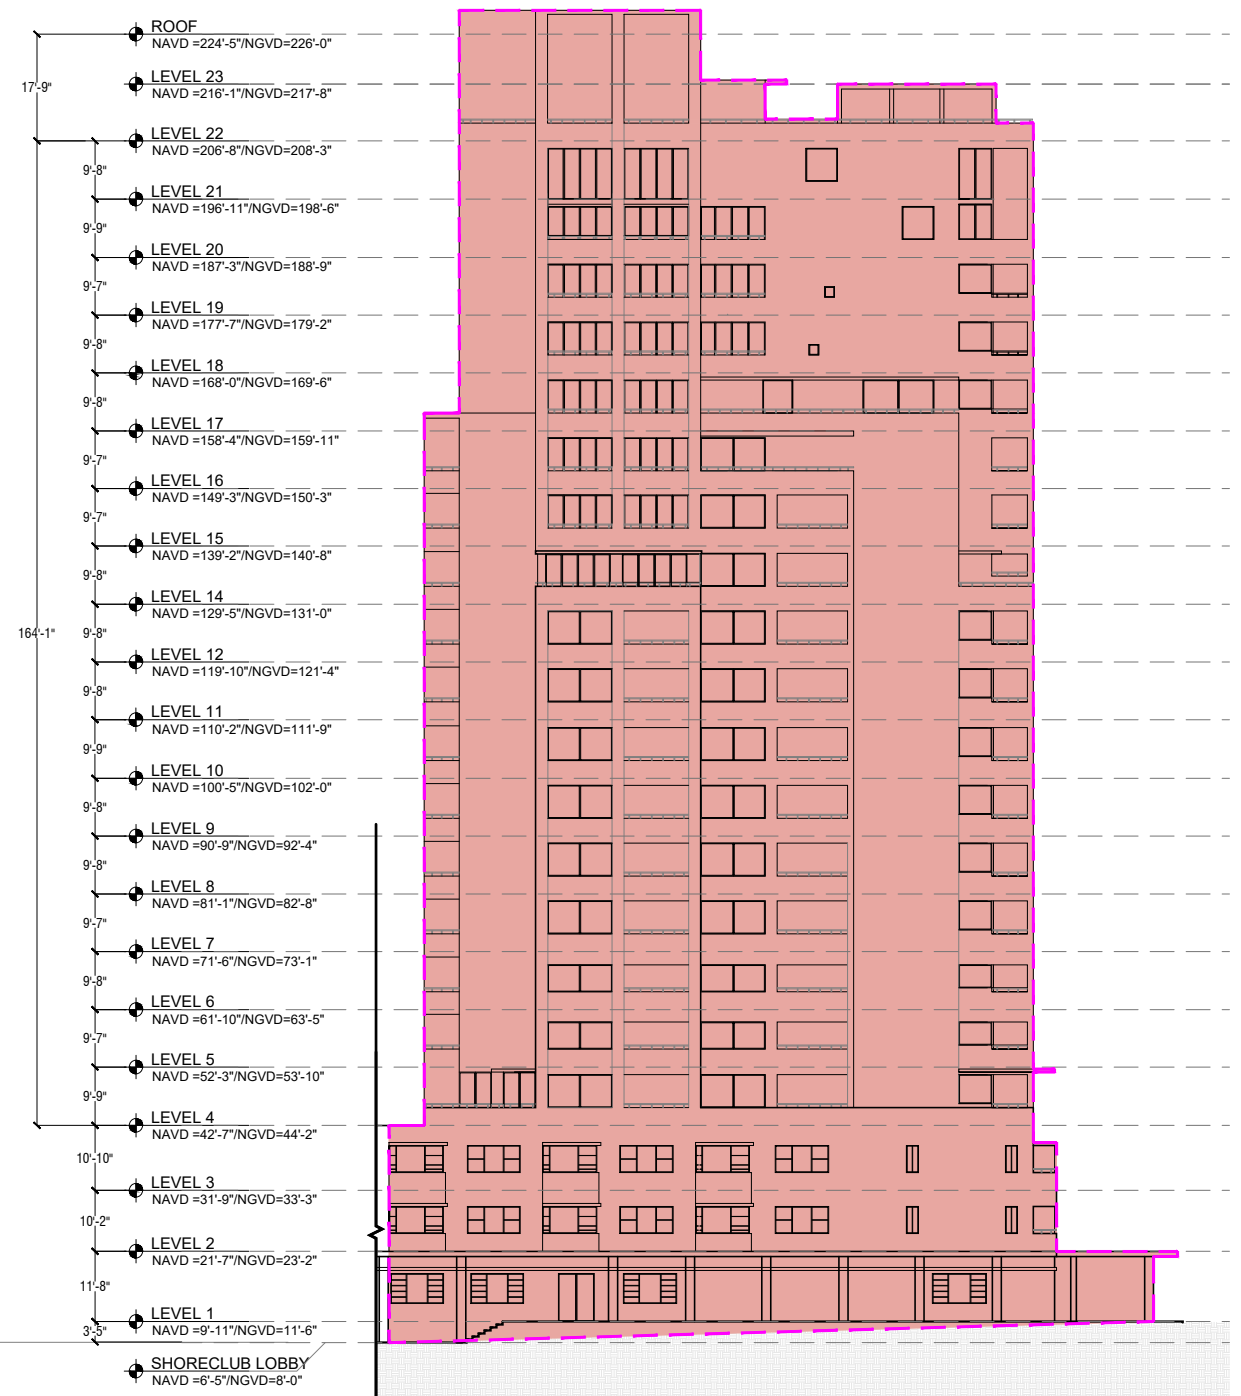 ROOF
NAVD =224'-5"/NGVD=226'-0"
17'-9"
LEVEL 23
NAVD =216'-1"/NGVD=217'-8"
LEVEL 22
NAVD =206'-8"/NGVD=208'-3"
9'-8"
LEVEL 21
NAVD =196'-11"/NGVD=198'-6"
9'-9"
LEVEL 20
NAVD =187'-3"/NGVD=188'-9"
9'-7"
LEVEL 19
NAVD =177'-7"/NGVD=179'-2"
9'-8"
LEVEL 18
NAVD =168'-0"/NGVD=169'-6"
9'-8"
LEVEL 17
NAVD =158'-4"/NGVD=159'-11"
9'-7"
LEVEL 16
NAVD =149'-3"/NGVD=150'-3"
9'-7"
LEVEL 15
NAVD =139'-2"/NGVD=140'-8"
9'-8"
LEVEL 14
NAVD =129'-5"/NGVD=131'-0"
164'-1"
9'-8"
LEVEL 12
NAVD =119'-10"/NGVD=121'-4"
9'-8"
LEVEL 11
NAVD =110'-2"/NGVD=111'-9"
9'-9"
LEVEL 10
NAVD =100'-5"/NGVD=102'-0"
9'-8"
LEVEL 9
NAVD =90'-9"/NGVD=92'-4"
9'-8"
LEVEL 8
NAVD =81'-1"/NGVD=82'-8"
9'-7"
LEVEL 7
NAVD =71'-6"/NGVD=73'-1"
9'-8"
LEVEL 6
NAVD =61'-10"/NGVD=63'-5"
9'-7"
LEVEL 5
NAVD =52'-3"/NGVD=53'-10"
9'-9"
LEVEL 4
NAVD =42'-7"/NGVD=44'-2"
10'-10"
LEVEL 3
NAVD =31'-9"/NGVD=33'-3"
10'-2"
LEVEL 2
NAVD =21'-7"/NGVD=23'-2"
11'-8"
LEVEL 1
NAVD =9'-11"/NGVD=11'-6"
3'-5"
SHORECLUB LOBBY
NAVD =6'-5"/NGVD=8'-0"